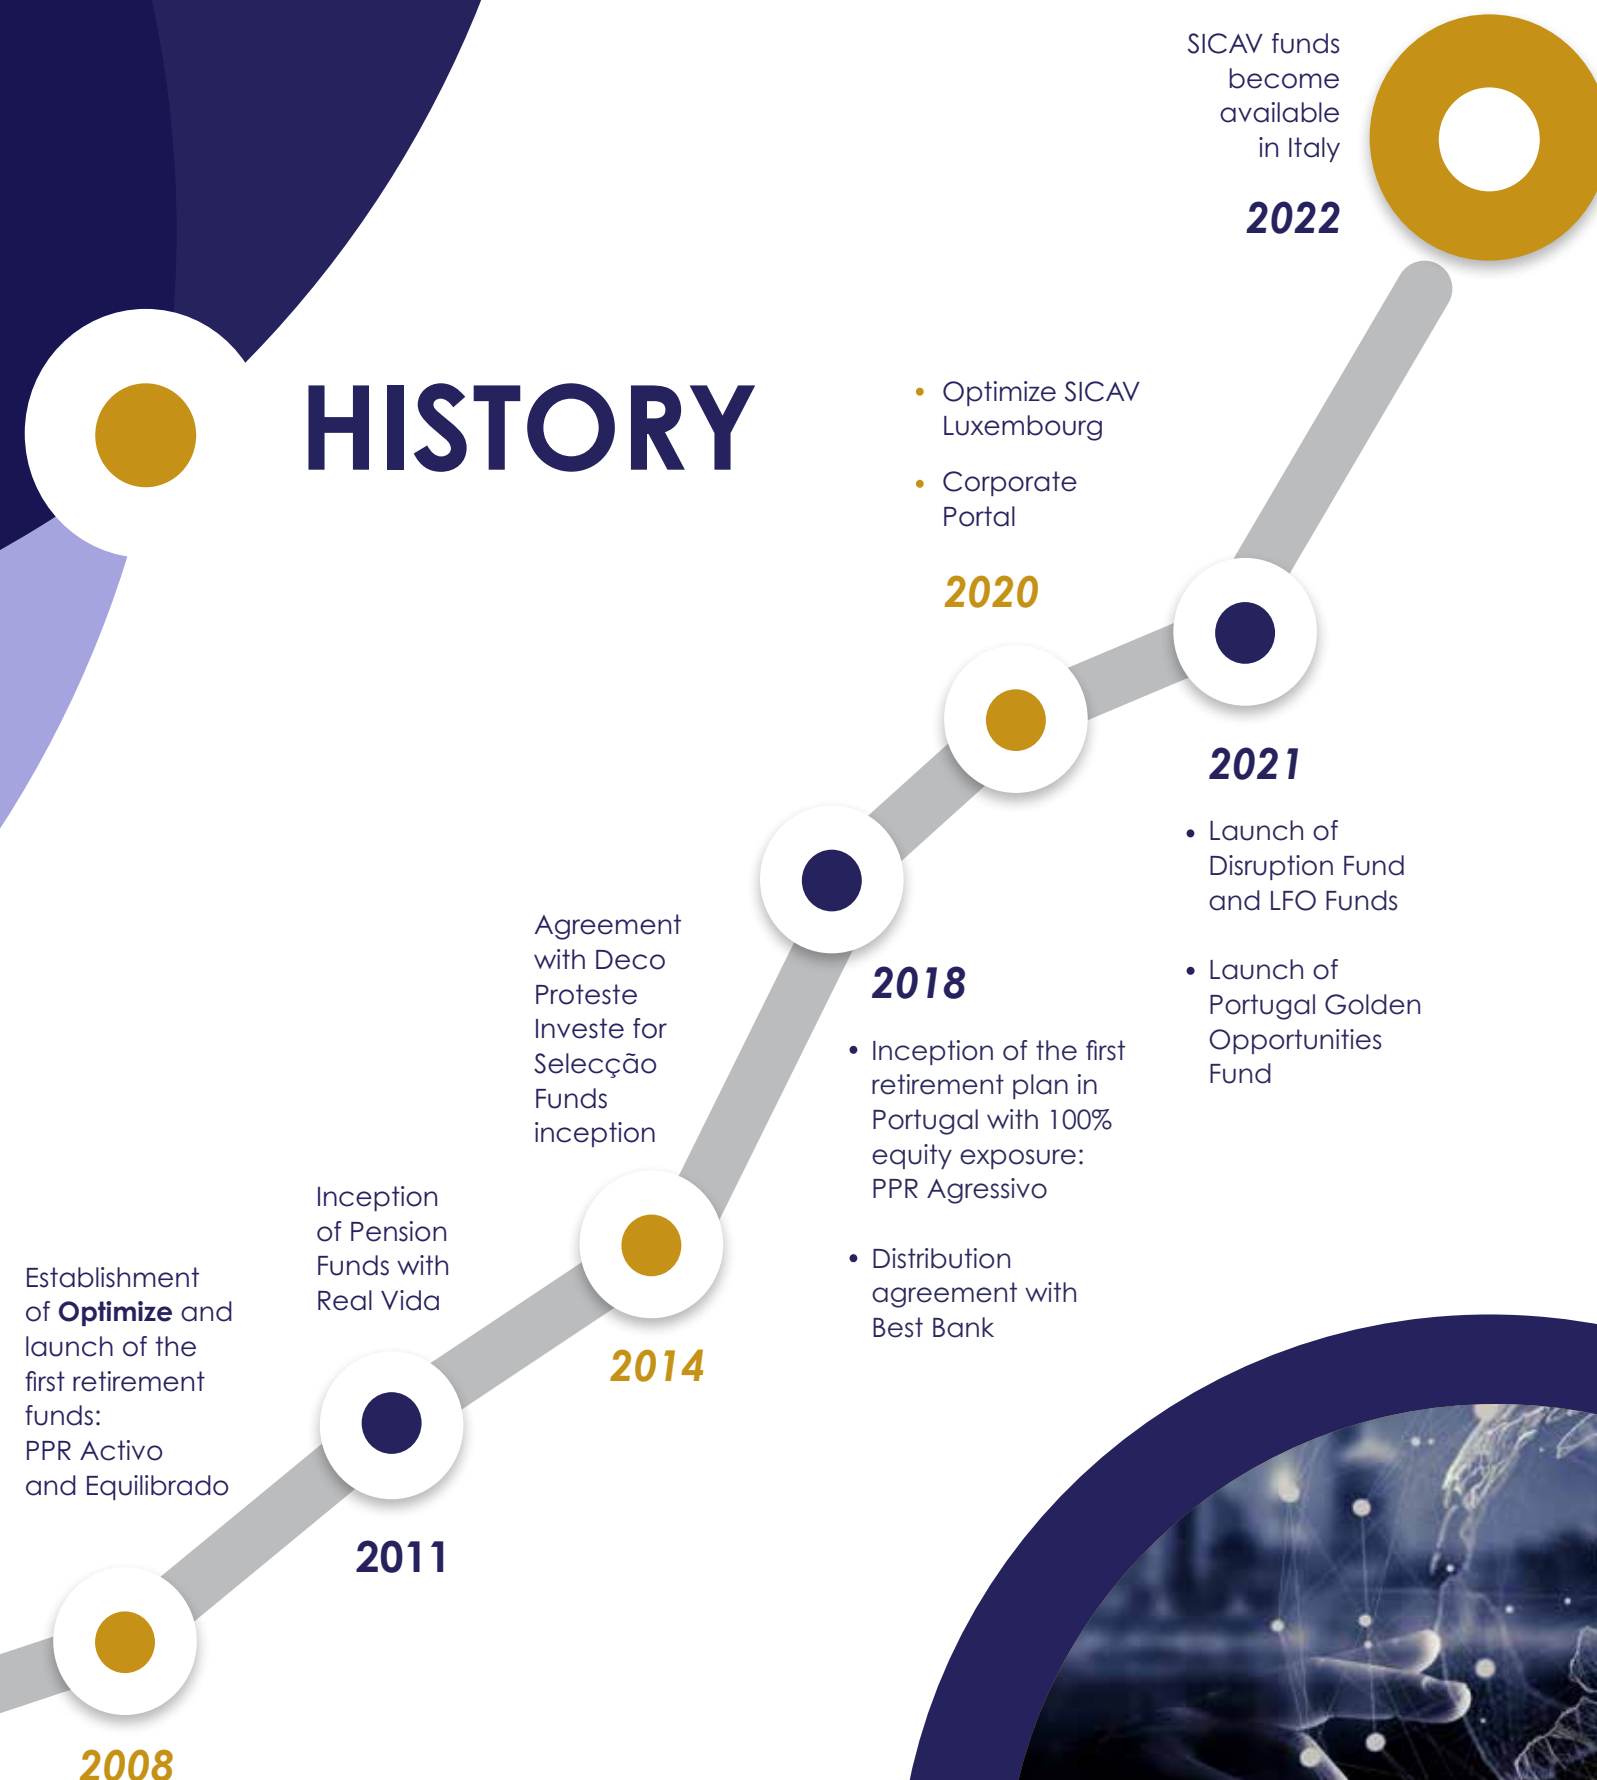 SICAV funds
become
available
in Italy
2022
HISTORY
• Optimize SICAV
Luxembourg
• Corporate
Portal
2020
2021
• Launch of
Disruption Fund
and LFO Funds
• Launch of
Portugal Golden
Opportunities
Fund
2018
• Inception of the first
retirement plan in
Portugal with 100%
equity exposure:
PPR Agressivo
• Distribution
agreement with
Best Bank
Agreement
with Deco
Proteste
Investe for
Selecção
Funds
inception
2014
Inception
of Pension
Funds with
Real Vida
2011
Establishment
of Optimize and
launch of the
first retirement
funds:
PPR Activo
and Equilibrado
2008